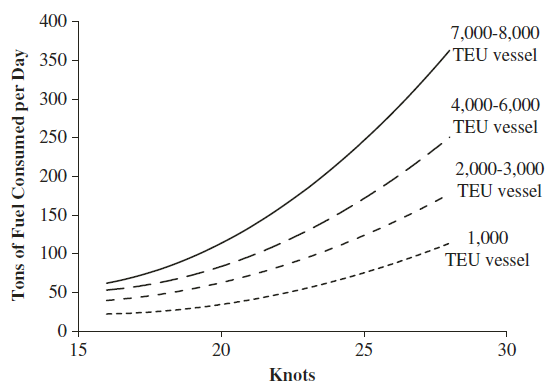 400
350
300
250
200
150
100
50
0
Tons of Fuel Consumed per Day
7,000-8,000
TEU vessel
4,000-6,000
TEU vessel
2,000-3,000
TEU vessel
1,000
TEU vessel
15
20
25
30
Knots